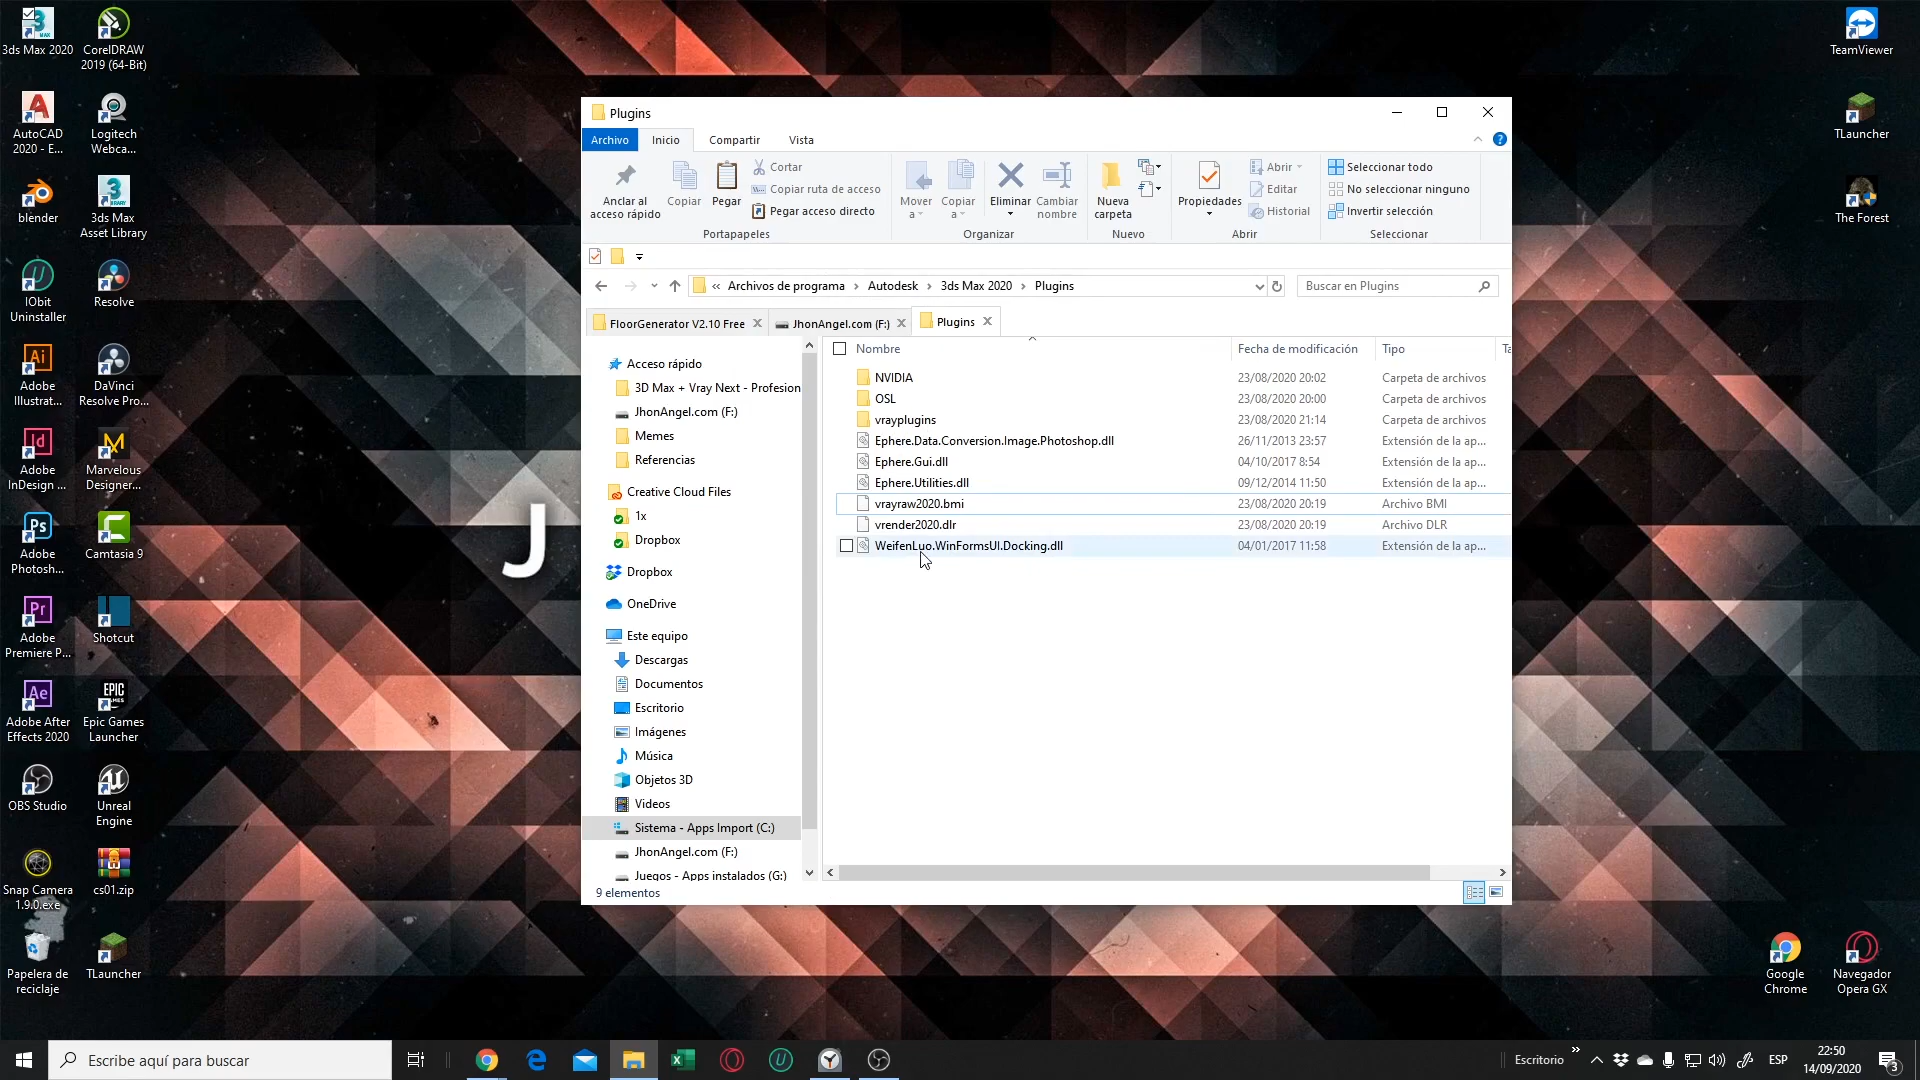 3ds Max 2020
CorelDRAW
2019 (64-Bit)
AutoCAD
2020 - E...
Logitech
Webca...
blender
3ds Max
Asset Library
IObit
Uninstaller
Resolve
Adobe
Illustrat...
DaVinci
Resolve Pro...
Adobe
InDesign ...
Marvelous
Designer...
Adobe
Photosh...
Camtasia 9
Adobe
Premiere P...
Shotcut
Adobe After
Effects 2020
Epic Games
Launcher
OBS Studio
Unreal
Engine
Snap Camera
1.9.0.exe
cs01.zip
Papelera de
reciclaje
TLauncher
J
TeamViewer
TLauncher
The Forest
Google
Chrome
Navegador
Opera GX
Plugins
Archivo Inicio Compartir Vista
Anclar al
acceso rápido
Copiar
Pegar
Cortar
Copiar ruta de acceso
Pegar acceso directo
Portapapeles
Mover
a
Copiar
a
Eliminar
Cambiar
nombre
Organizar
Nueva
carpeta
Nuevo
Propiedades
Abrir
Editar
Historial
Abrir
Seleccionar todo
No seleccionar ninguno
Invertir selección
Seleccionar
« Archivos de programa › Autodesk › 3ds Max 2020 › Plugins
Buscar en Plugins
FloorGenerator V2.10 Free
JhonAngel.com (F:)
Plugins
Acceso rápido
3D Max + Vray Next - Profesion
JhonAngel.com (F:)
Memes
Referencias
Creative Cloud Files
1x
Dropbox
Dropbox
OneDrive
Este equipo
Descargas
Documentos
Escritorio
Imágenes
Música
Objetos 3D
Videos
Sistema - Apps Import (C:)
JhonAngel.com (F:)
Juegos - Apps instalados (G:)
Nombre Fecha de modificación Tipo Ta
NVIDIA 23/08/2020 20:02 Carpeta de archivos
OSL 23/08/2020 20:00 Carpeta de archivos
vrayplugins 23/08/2020 21:14 Carpeta de archivos
Ephere.Data.Conversion.Image.Photoshop.dll 26/11/2013 23:57 Extensión de la ap...
Ephere.Gui.dll 04/10/2017 8:54 Extensión de la ap...
Ephere.Utilities.dll 09/12/2014 11:50 Extensión de la ap...
vrayraw2020.bmi 23/08/2020 20:19 Archivo BMI
vrender2020.dlr 23/08/2020 20:19 Archivo DLR
WeifenLuo.WinFormsUI.Docking.dll 04/01/2017 11:58 Extensión de la ap...
9 elementos
Escribe aquí para buscar
Escritorio »
ESP
22:50
14/09/2020
3